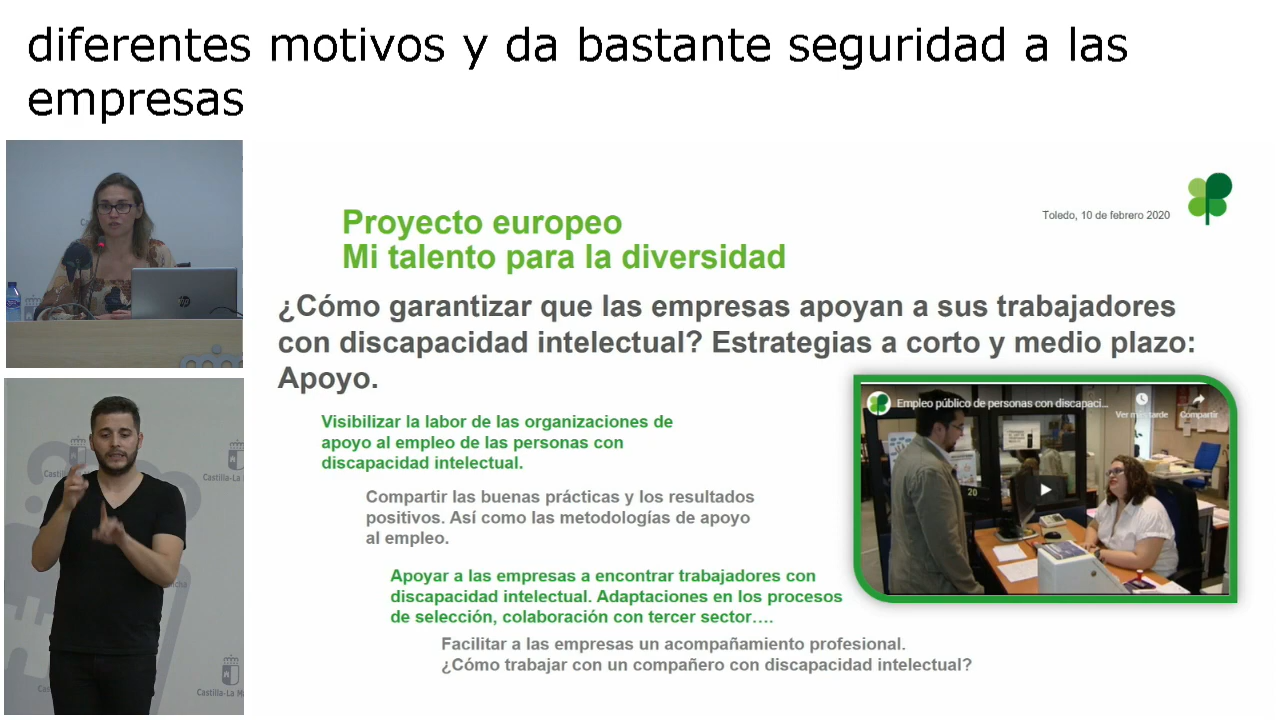 diferentes motivos y da bastante seguridad a las
empresas
Toledo, 10 de febrero 2020
Proyecto europeo
Mi talento para la diversidad
¿Cómo garantizar que las empresas apoyan a sus trabajadores
con discapacidad intelectual? Estrategias a corto y medio plazo:
Apoyo.
Visibilizar la labor de las organizaciones de
apoyo al empleo de las personas con
discapacidad intelectual.
Compartir las buenas prácticas y los resultados
positivos. Así como las metodologías de apoyo
al empleo.
Apoyar a las empresas a encontrar trabajadores con
discapacidad intelectual. Adaptaciones en los procesos
de selección, colaboración con tercer sector….
Facilitar a las empresas un acompañamiento profesional.
¿Cómo trabajar con un compañero con discapacidad intelectual?
Empleo público de personas con discapaci...
Ver más tarde
Compartir
20
hp
Castilla-La M
Castilla-La M